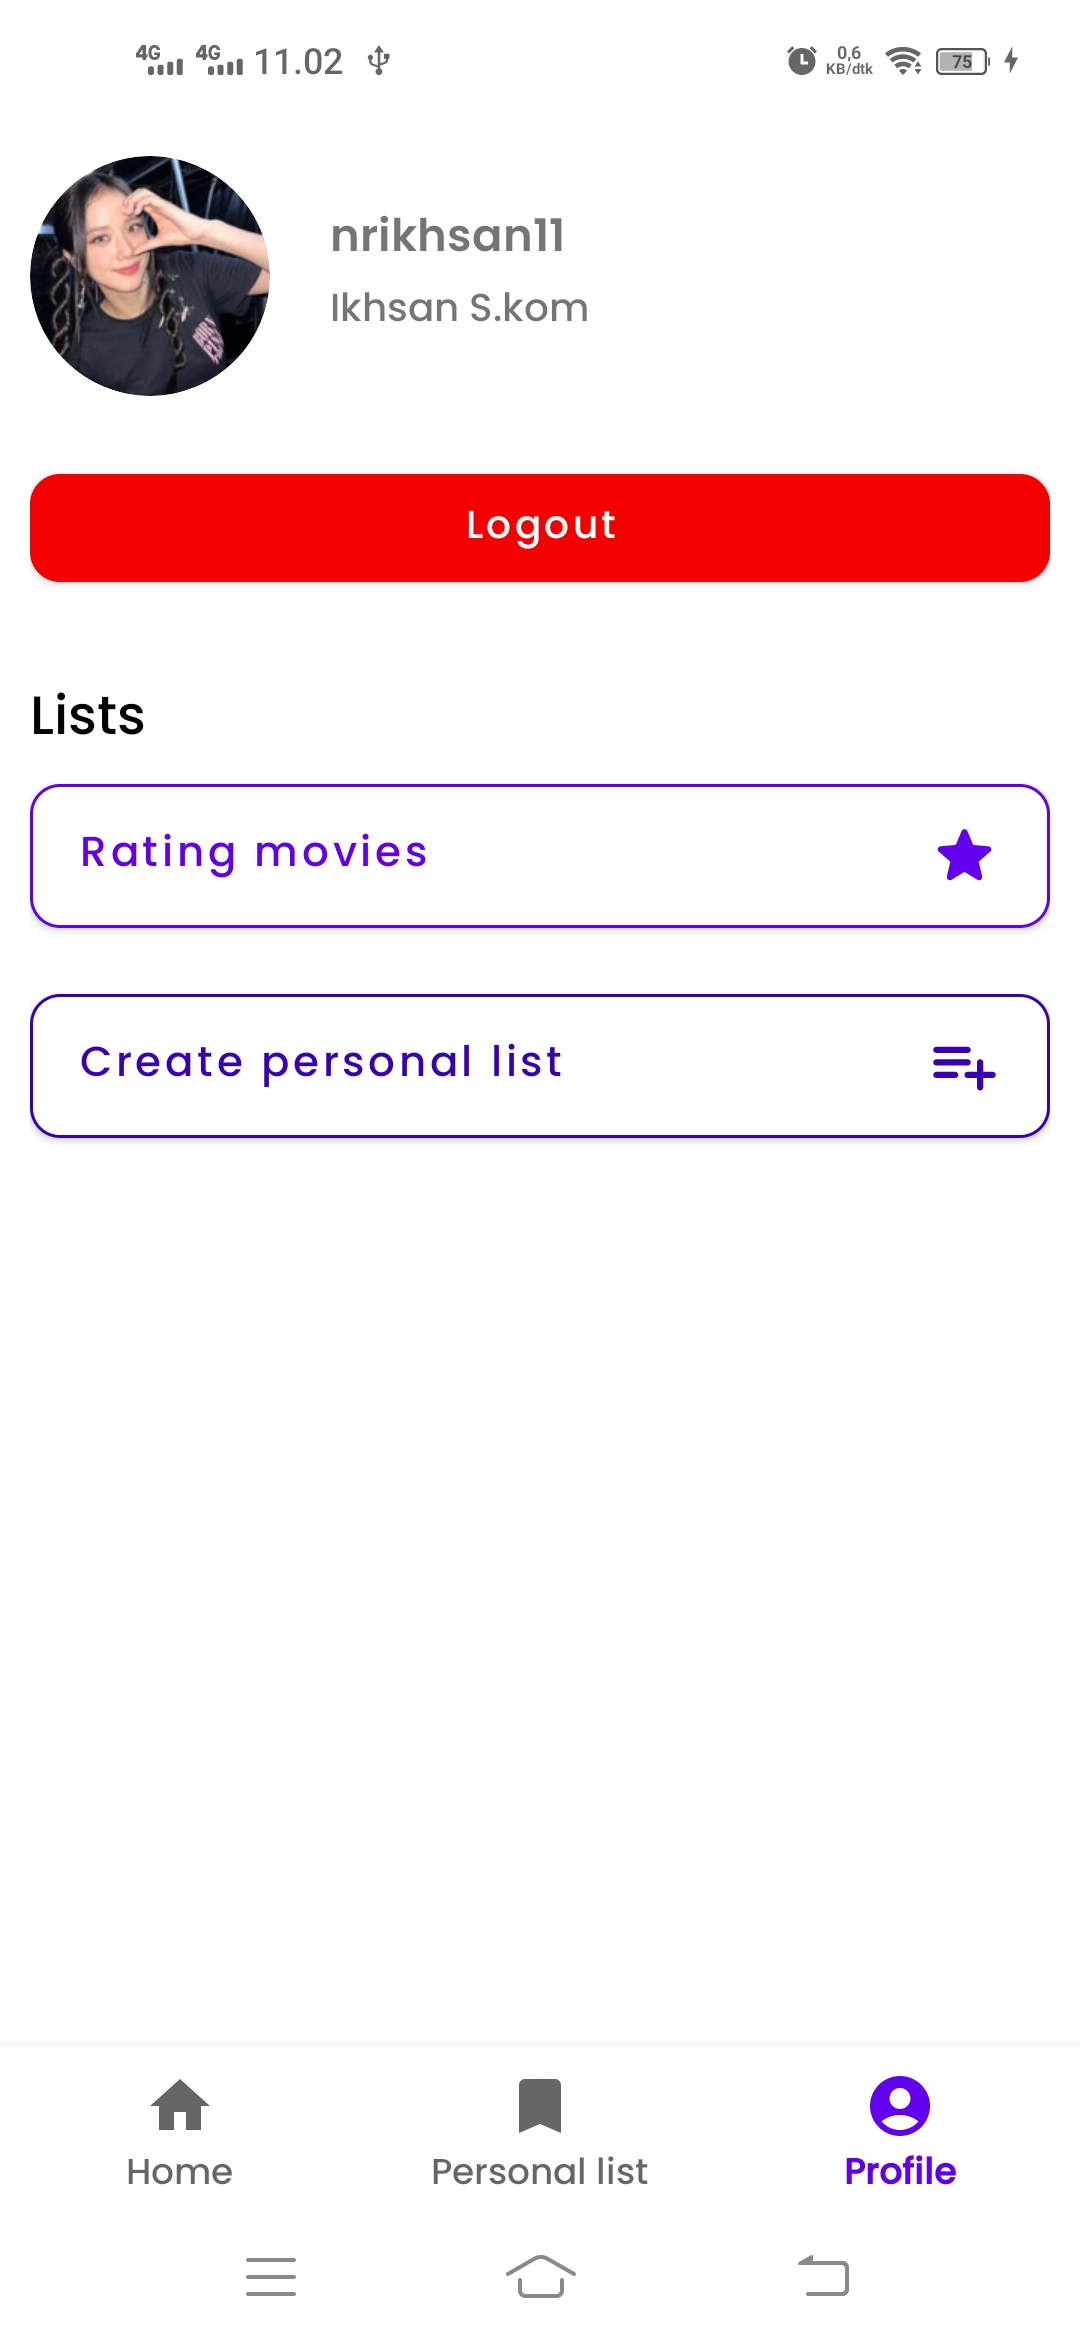 4G 4G 11.02 0,6 KB/dtk 75
nrikhsan11
Ikhsan S.kom
Logout
Lists
Rating movies
Create personal list
Home Personal list Profile